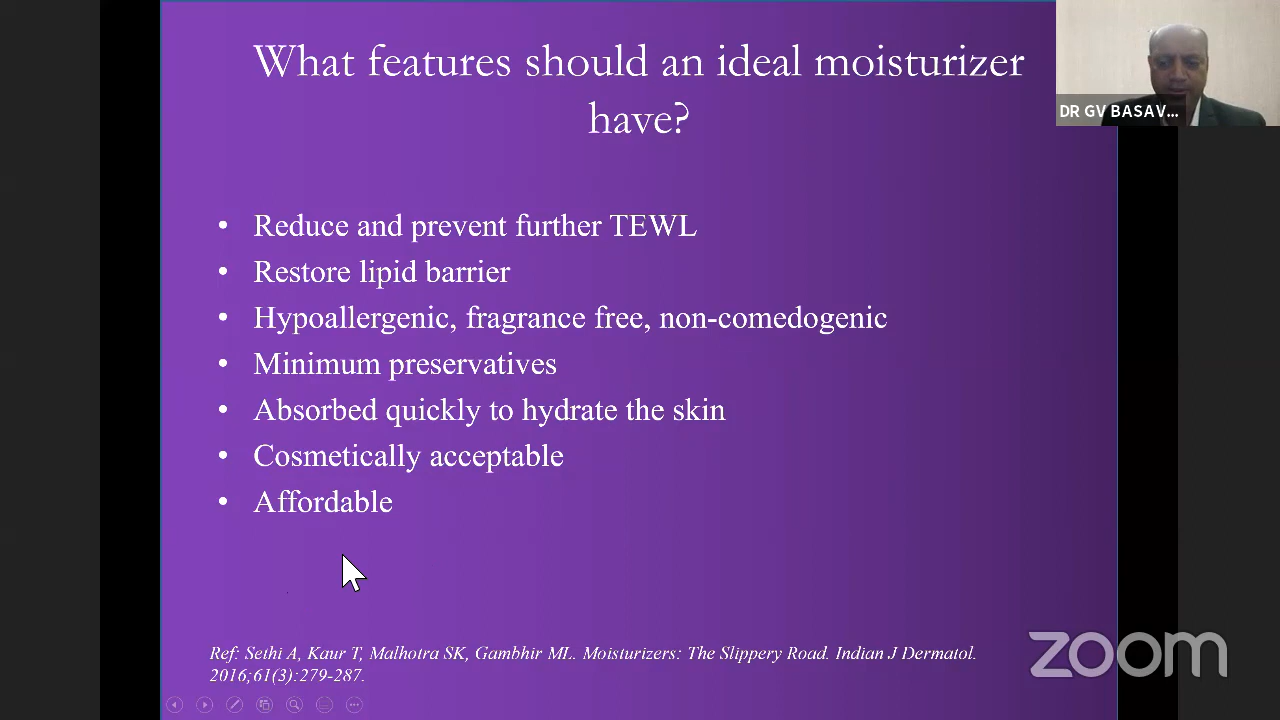 What features should an ideal moisturizer
have?
DR GV BASAV...
• Reduce and prevent further TEWL
• Restore lipid barrier
• Hypoallergenic, fragrance free, non-comedogenic
• Minimum preservatives
• Absorbed quickly to hydrate the skin
• Cosmetically acceptable
• Affordable
Ref: Sethi A, Kaur T, Malhotra SK, Gambhir ML. Moisturizers: The Slippery Road. Indian J Dermatol.
2016;61(3):279-287.
zoom